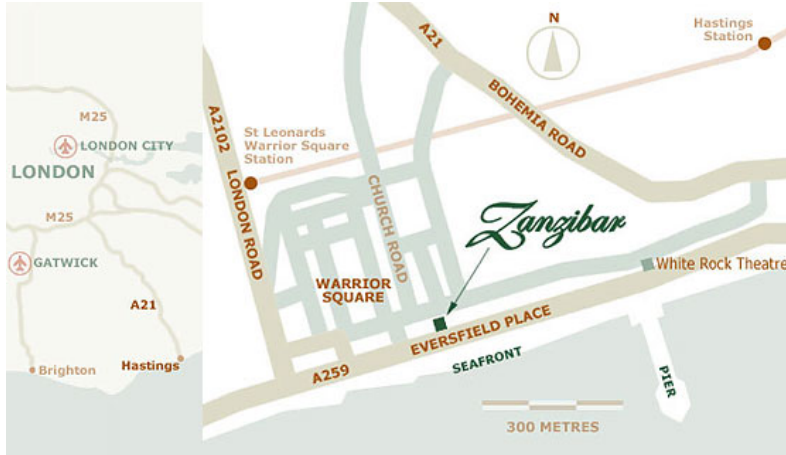 M25
LONDON CITY
LONDON
M25
GATWICK
A21
Brighton
Hastings
N
A21
Hastings
Station
BOHEMIA ROAD
A2102
St Leonards
Warrior Square
Station
LONDON ROAD
CHURCH ROAD
Zanzibar
WARRIOR
SQUARE
White Rock Theatre
EVERSFIELD PLACE
SEAFRONT
A259
PIER
300 METRES